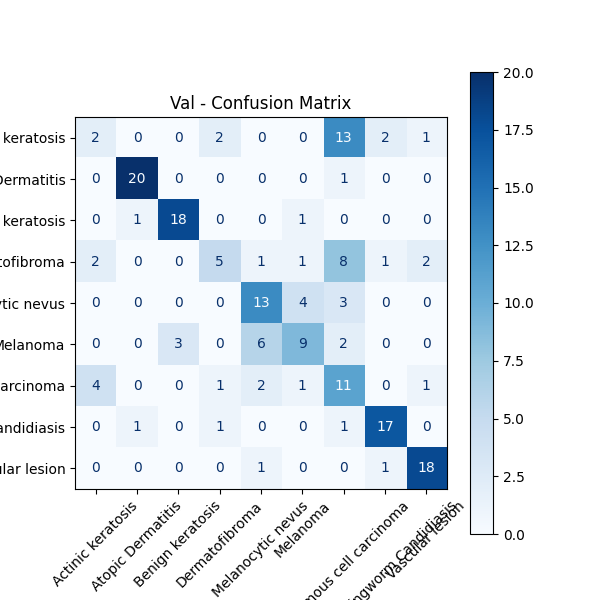 Val - Confusion Matrix
keratosis 2 0 0 2 0 0 13 2 1
Dermatitis 0 20 0 0 0 0 1 0 0
keratosis 0 1 18 0 0 1 0 0 0
tofibroma 2 0 0 5 1 1 8 1 2
ytic nevus 0 0 0 0 13 4 3 0 0
Melanoma 0 0 3 0 6 9 2 0 0
arcinoma 4 0 0 1 2 1 11 0 1
andidiasis 0 1 0 1 0 0 1 17 0
ular lesion 0 0 0 0 1 0 0 1 18
Actinic keratosis
Atopic Dermatitis
Benign keratosis
Dermatofibroma
Melanocytic nevus
Melanoma
mous cell carcinoma
ngworm Candidiasis
Vascular lesion
20.0
17.5
15.0
12.5
10.0
7.5
5.0
2.5
0.0